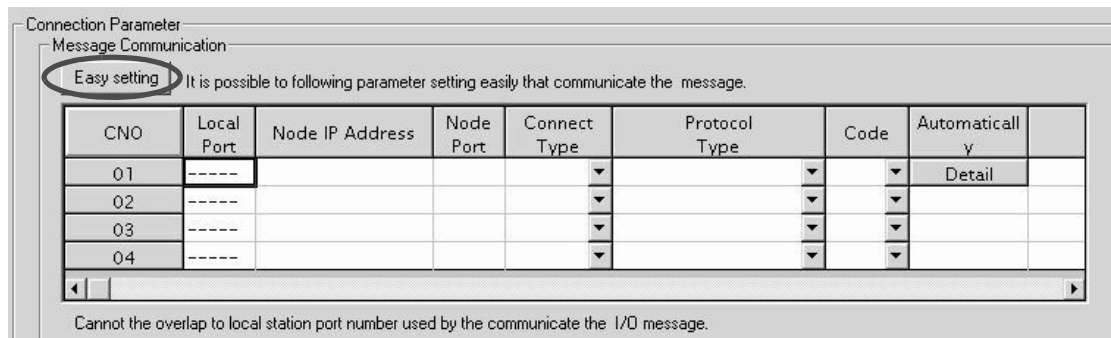 Connection Parameter
Message Communication
Easy setting It is possible to following parameter setting easily that communicate the message.
CNO Local Port Node IP Address Node Port Connect Type Protocol Type Code Automaticall y
01 ----- Detail
02 -----
03 -----
04 -----
Cannot the overlap to local station port number used by the communicate the I/O message.